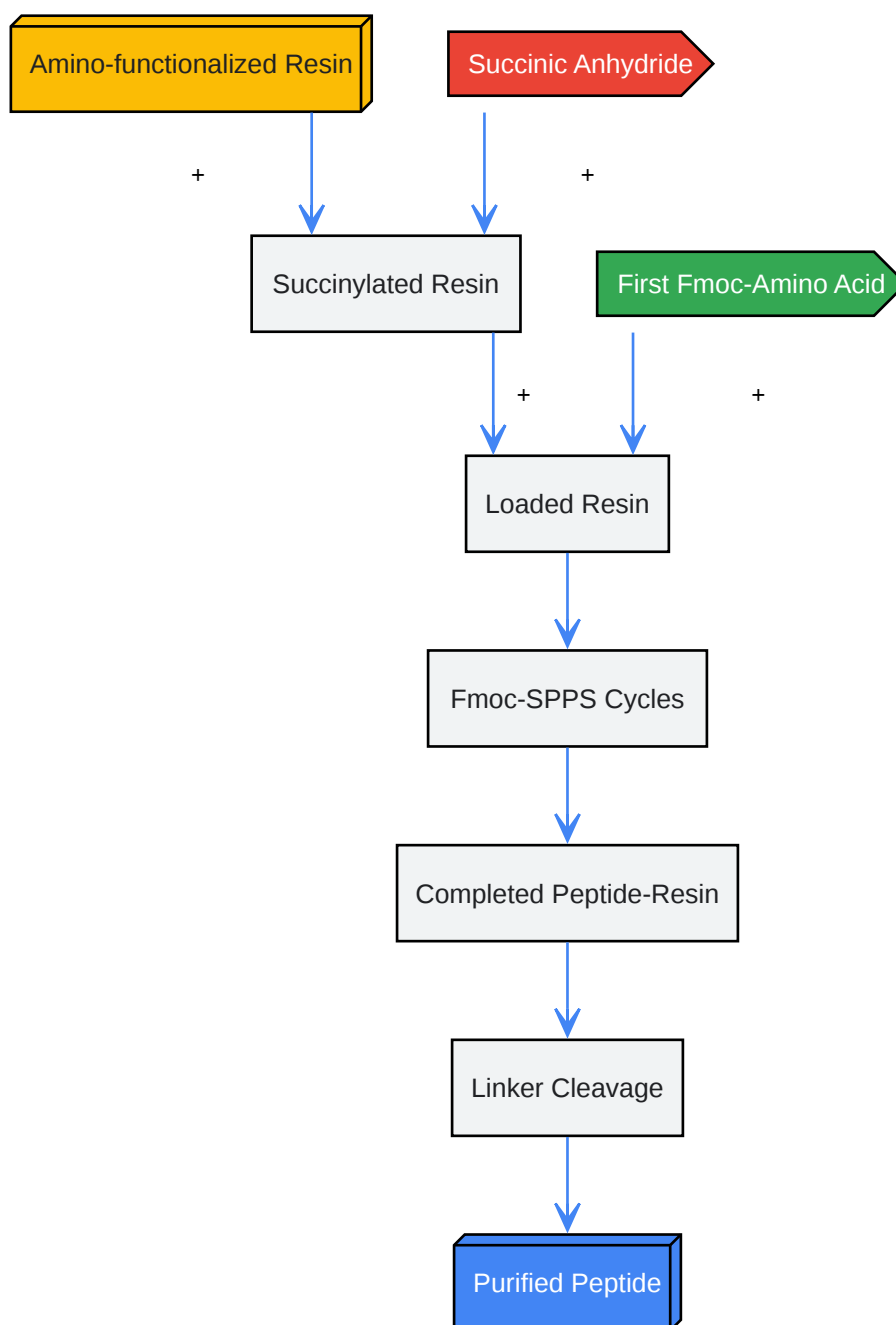 Amino-functionalized Resin
Succinic Anhydride
+
+
Succinylated Resin
First Fmoc-Amino Acid
+
+
Loaded Resin
Fmoc-SPPS Cycles
Completed Peptide-Resin
Linker Cleavage
Purified Peptide